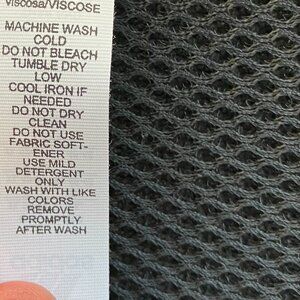 viscosa/VISCOSE
MACHINE WASH
COLD
DO NOT BLEACH
TUMBLE DRY
LOW
COOL IRON IF
NEEDED
DO NOT DRY
CLEAN
DO NOT USE
FABRIC SOFT-
ENER
USE MILD
DETERGENT
ONLY
WASH WITH LIKE
COLORS
REMOVE
PROMPTLY
AFTER WASH